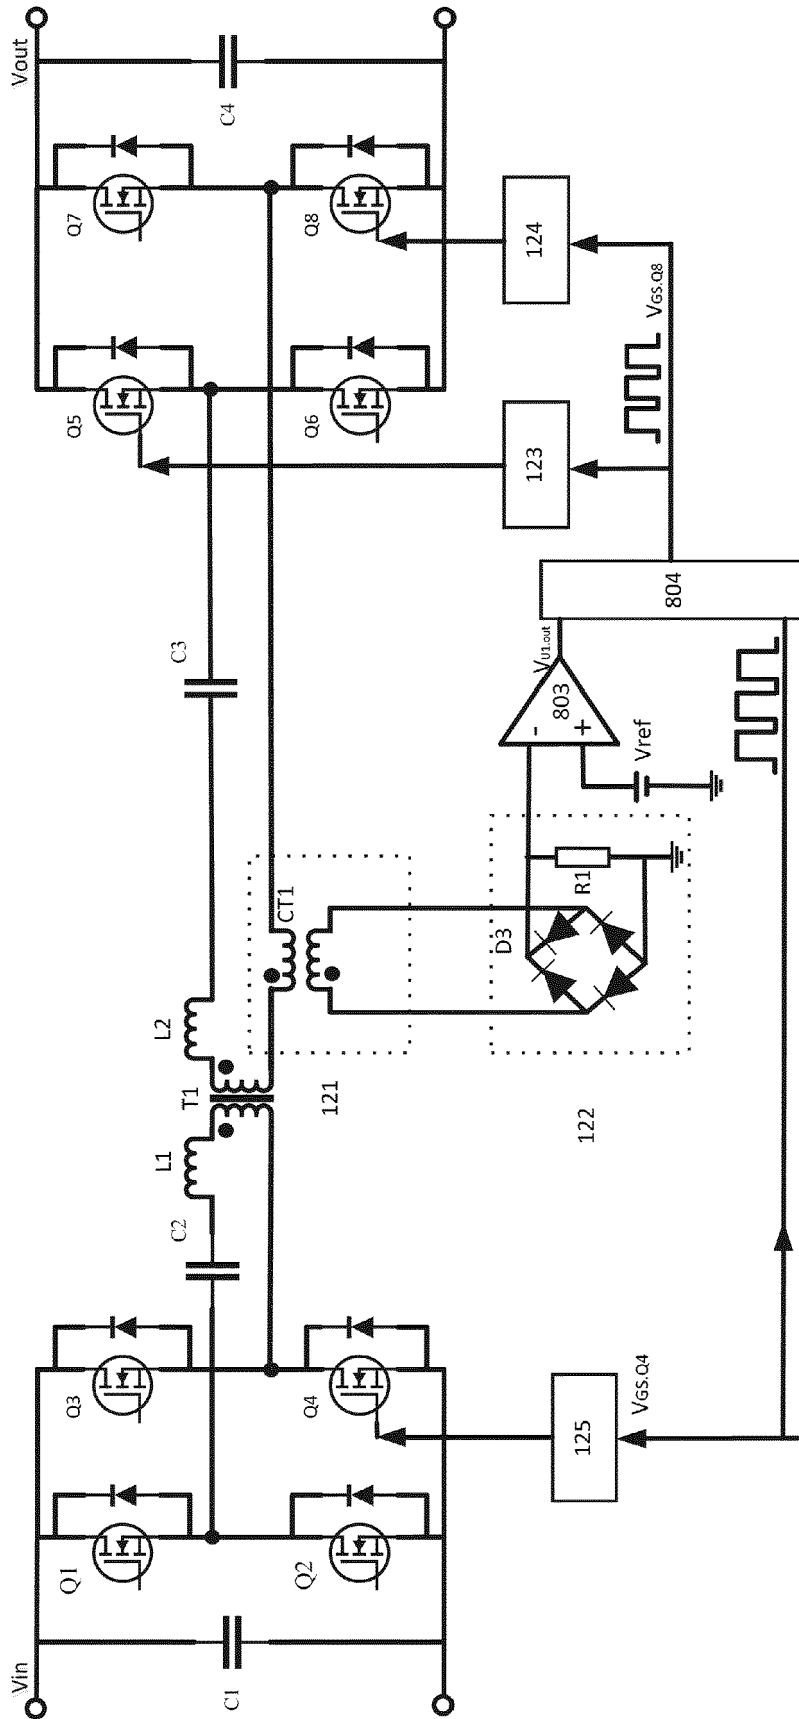 Vin
C1
Q1
Q2
Q3
Q4
C2
L1
T1
L2
C3
CT1
121
122
D3
R1
Vref
-
+
803
VU1.out
804
125
VGS.Q4
123
124
VGS.Q8
Q5
Q6
Q7
Q8
C4
Vout